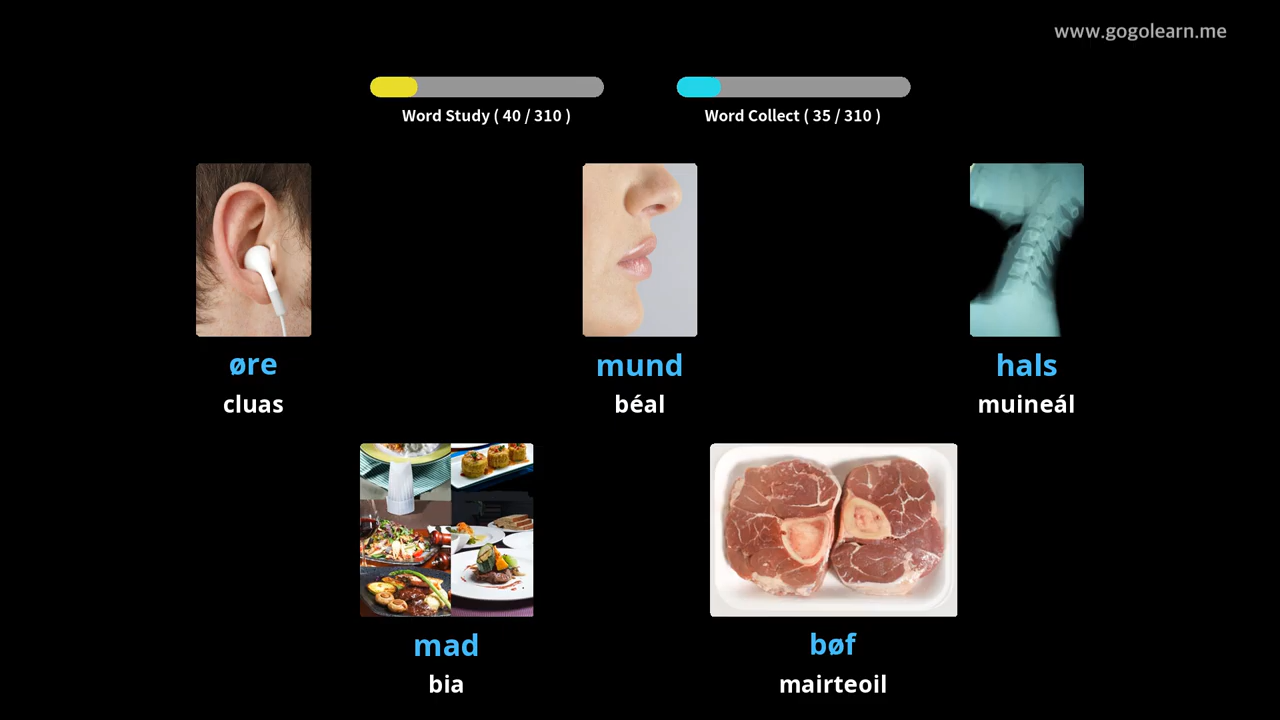 www.gogolearn.me
Word Study ( 40 / 310 )
Word Collect ( 35 / 310 )
øre
cluas
mund
béal
hals
muineál
mad
bia
bøf
mairteoil